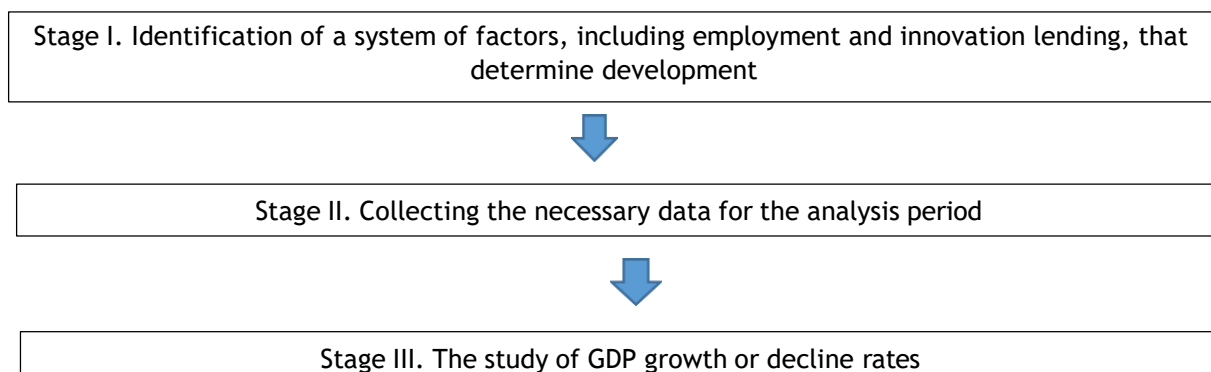 Stage I. Identification of a system of factors, including employment and innovation lending, that
determine development
Stage II. Collecting the necessary data for the analysis period
Stage III. The study of GDP growth or decline rates